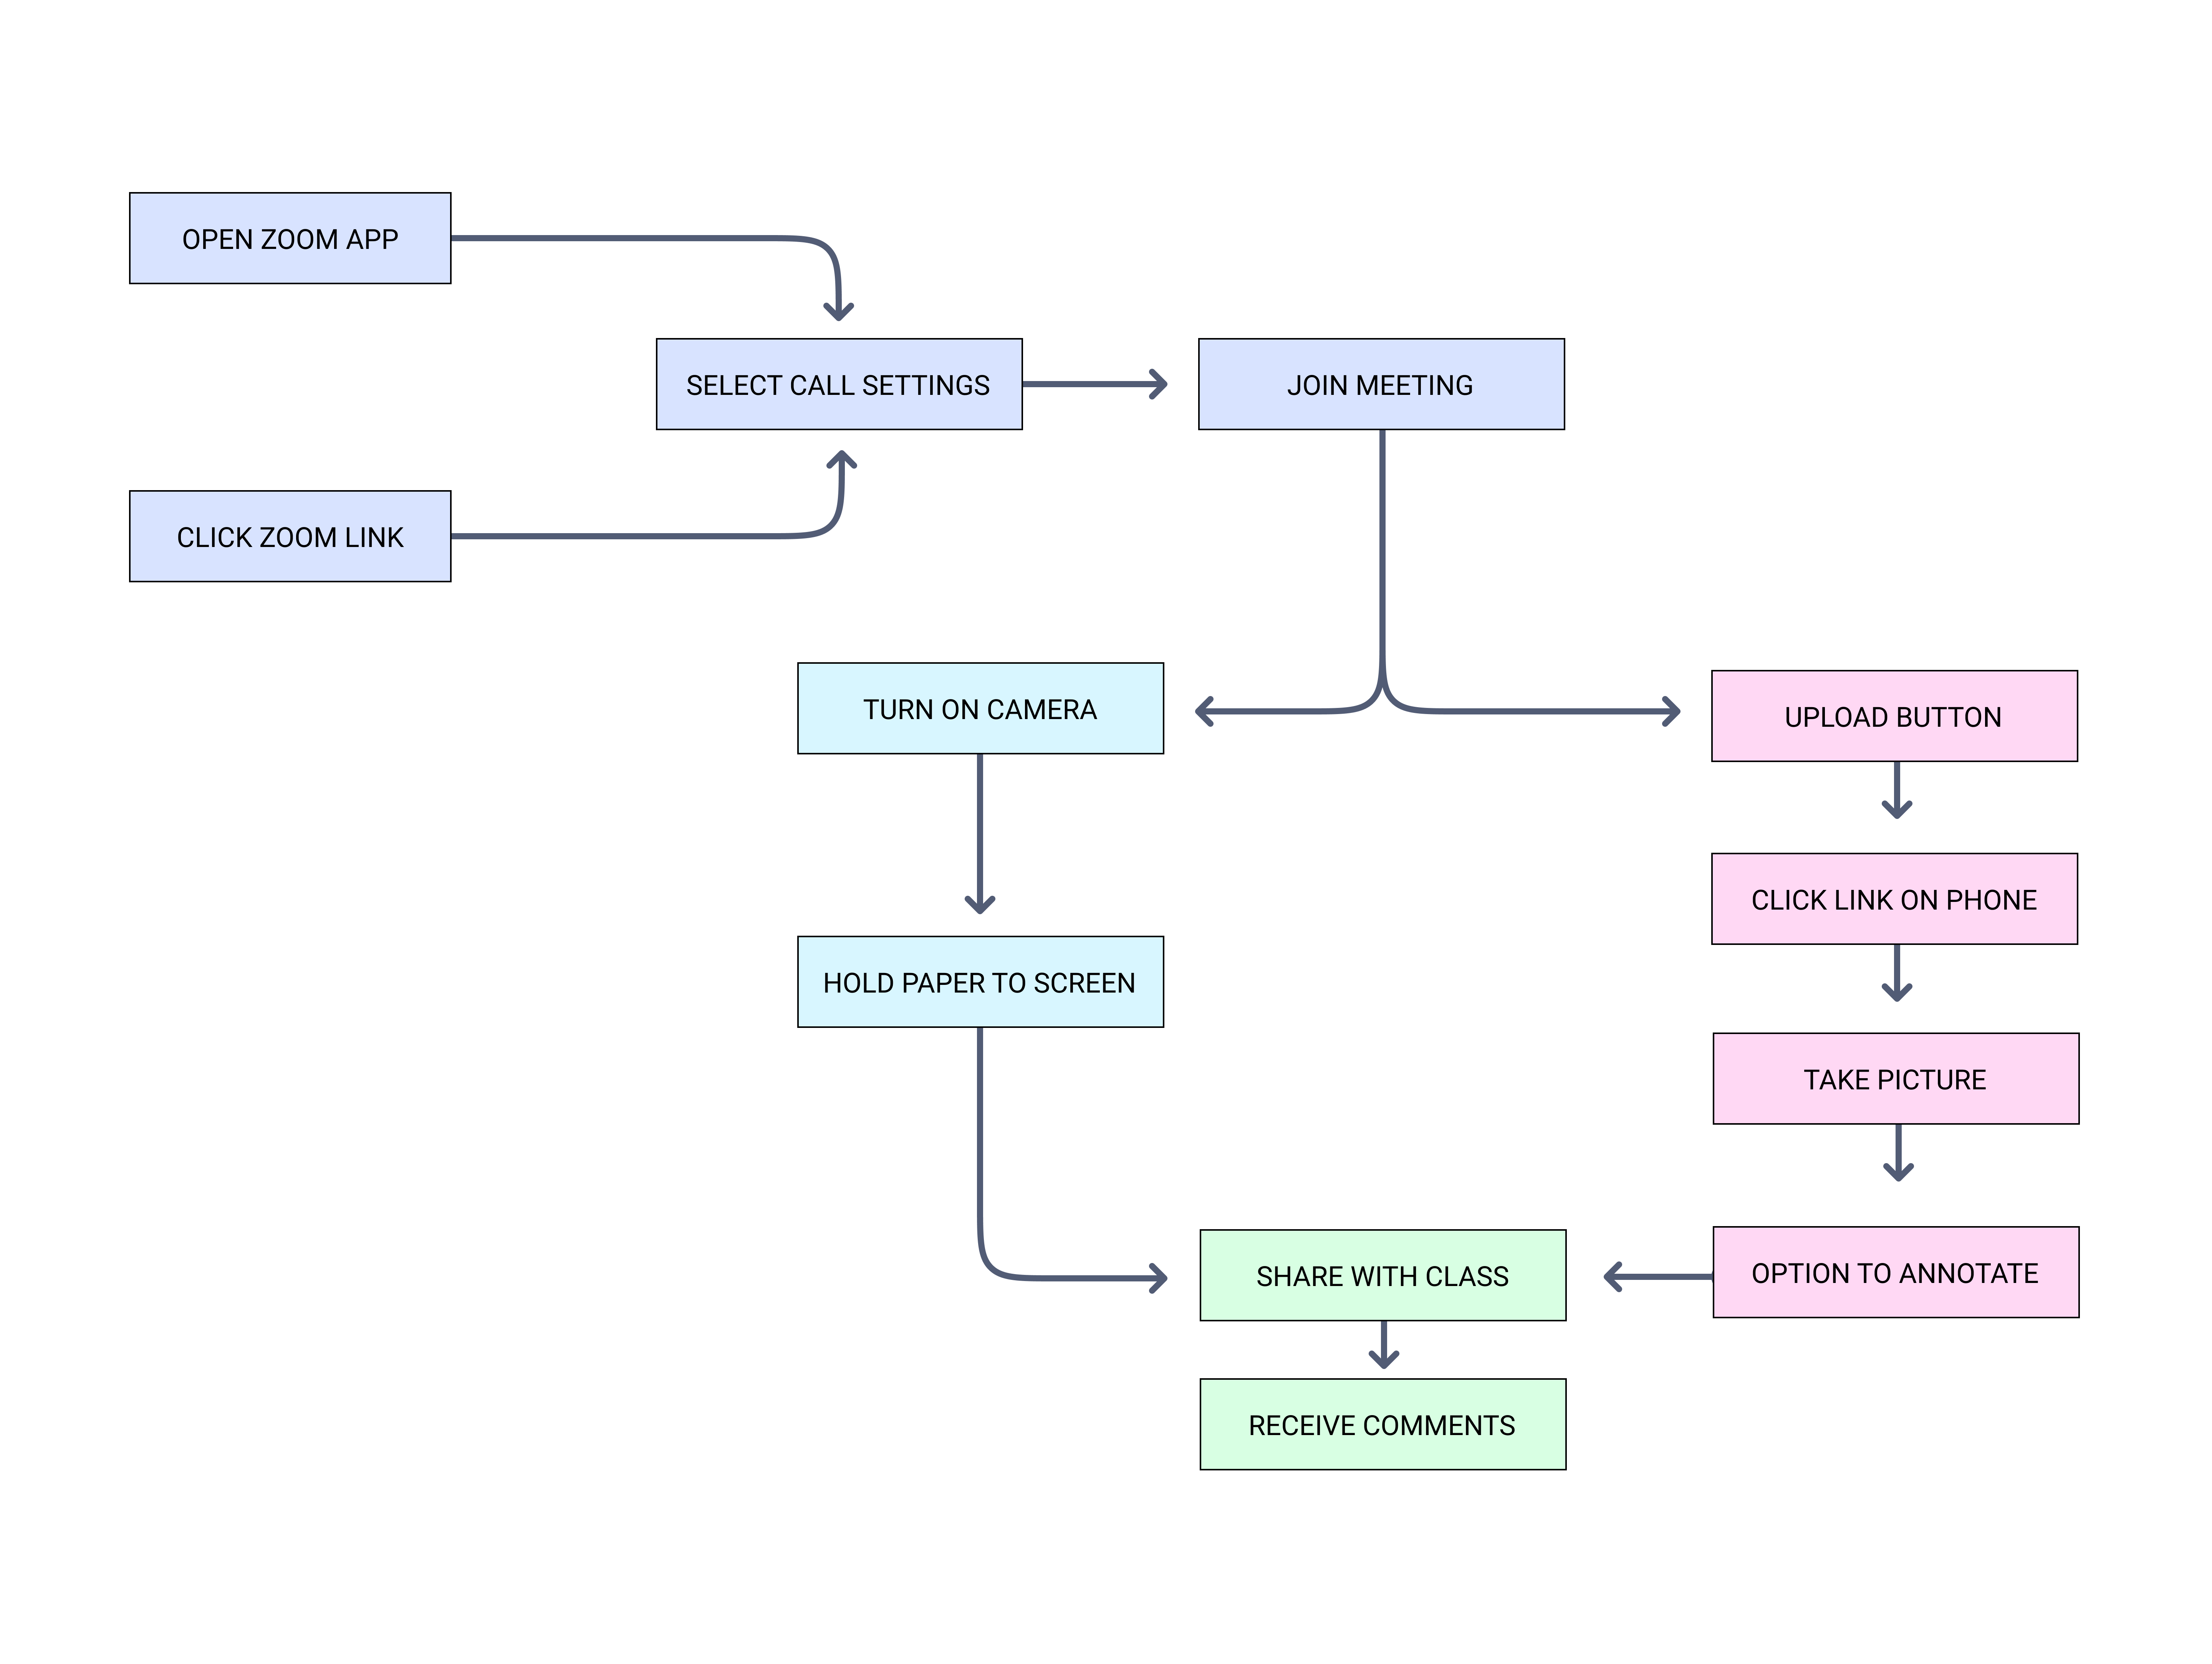 OPEN ZOOM APP
SELECT CALL SETTINGS
JOIN MEETING
CLICK ZOOM LINK
TURN ON CAMERA
UPLOAD BUTTON
CLICK LINK ON PHONE
HOLD PAPER TO SCREEN
TAKE PICTURE
SHARE WITH CLASS
OPTION TO ANNOTATE
RECEIVE COMMENTS